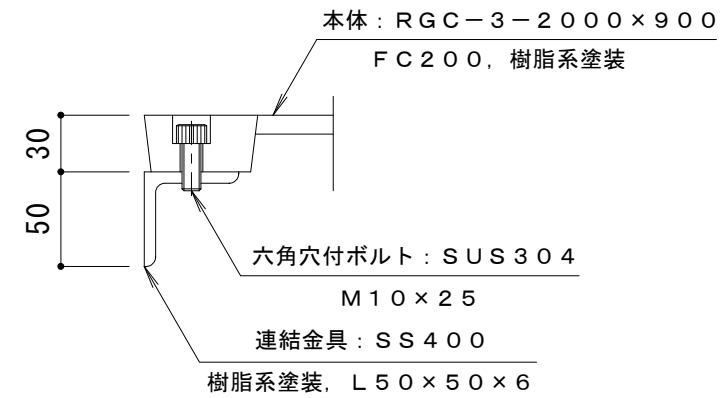 本体：ＲＧＣ－３－２０００×９００
ＦＣ２００，樹脂系塗装
30
50
六角穴付ボルト：ＳＵＳ３０４
Ｍ１０×２５
連結金具：ＳＳ４００
樹脂系塗装，Ｌ５０×５０×６